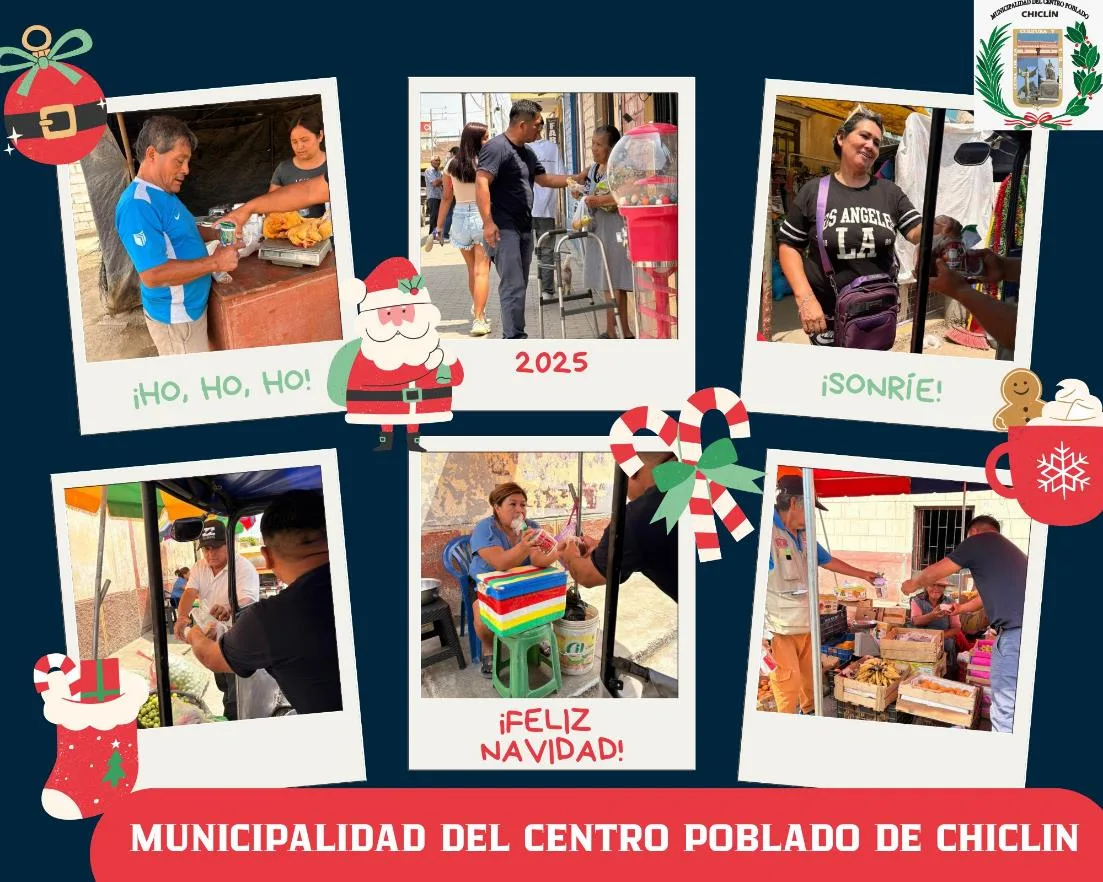 MUNICIPALIDAD DEL CENTRO POBLADO
CHICLÍN
CULTURA Y
¡HO, HO, HO!
2025
¡SONRÍE!
LOS ANGELES
LA
¡FELIZ
NAVIDAD!
MUNICIPALIDAD DEL CENTRO POBLADO DE CHICLIN